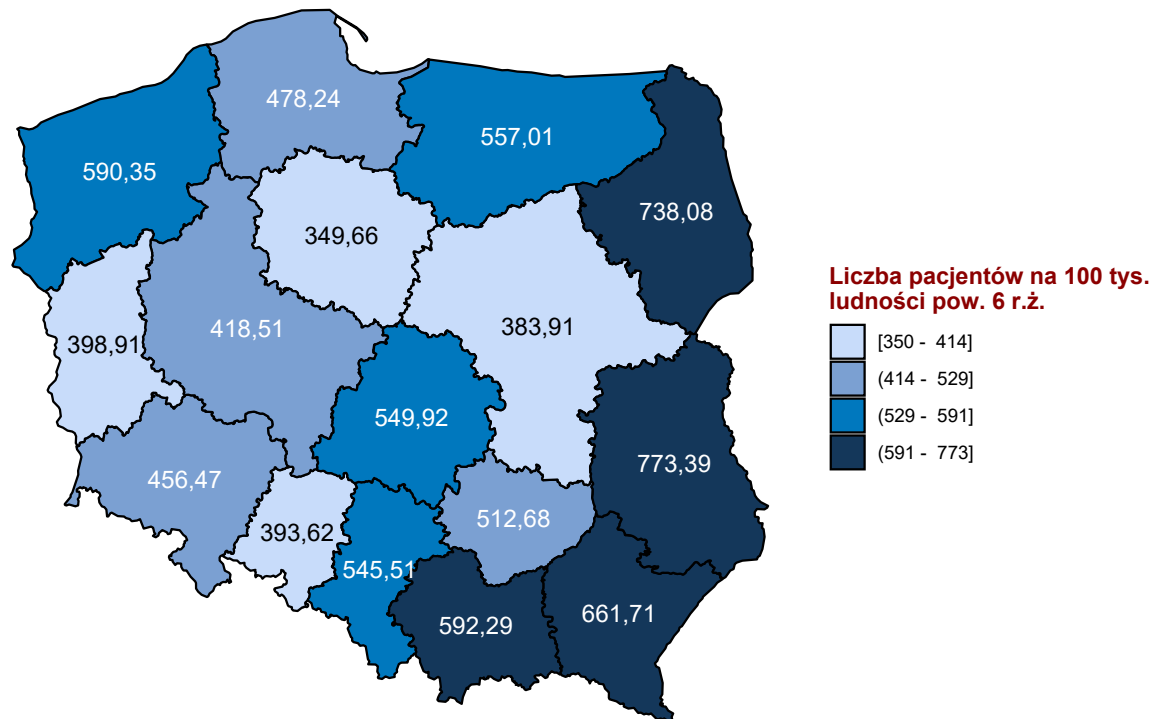 478,24
557,01
590,35
738,08
349,66
383,91
418,51
398,91
549,92
773,39
456,47
512,68
393,62
545,51
661,71
592,29
Liczba pacjentów na 100 tys.
ludności pow. 6 r.ż.
[350 - 414]
(414 - 529]
(529 - 591]
(591 - 773]